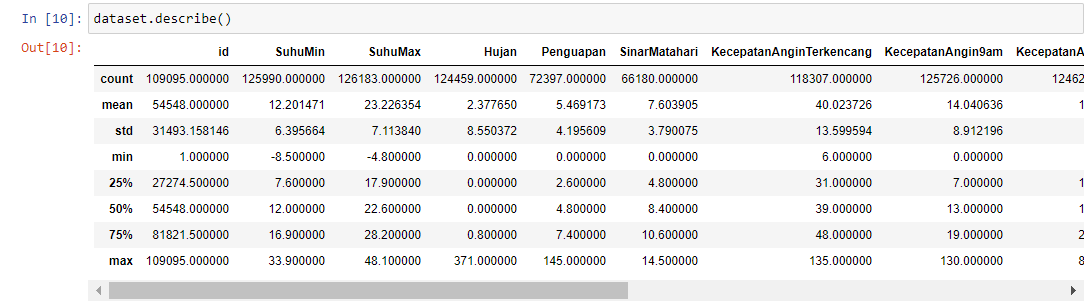 In [10]: dataset.describe()
Out[10]:
id SuhuMin SuhuMax Hujan Penguapan SinarMatahari KecepatanAnginTerkencang KecepatanAngin9am KecepatanA
count 109095.000000 125990.000000 126183.000000 124459.000000 72397.000000 66180.000000 118307.000000 125726.000000 12462
mean 54548.000000 12.201471 23.226354 2.377650 5.469173 7.603905 40.023726 14.040636 1
std 31493.158146 6.395664 7.113840 8.550372 4.195609 3.790075 13.599594 8.912196
min 1.000000 -8.500000 -4.800000 0.000000 0.000000 0.000000 6.000000 0.000000
25% 27274.500000 7.600000 17.900000 0.000000 2.600000 4.800000 31.000000 7.000000 1
50% 54548.000000 12.000000 22.600000 0.000000 4.800000 8.400000 39.000000 13.000000 1
75% 81821.500000 16.900000 28.200000 0.800000 7.400000 10.600000 48.000000 19.000000 2
max 109095.000000 33.900000 48.100000 371.000000 145.000000 14.500000 135.000000 130.000000 8